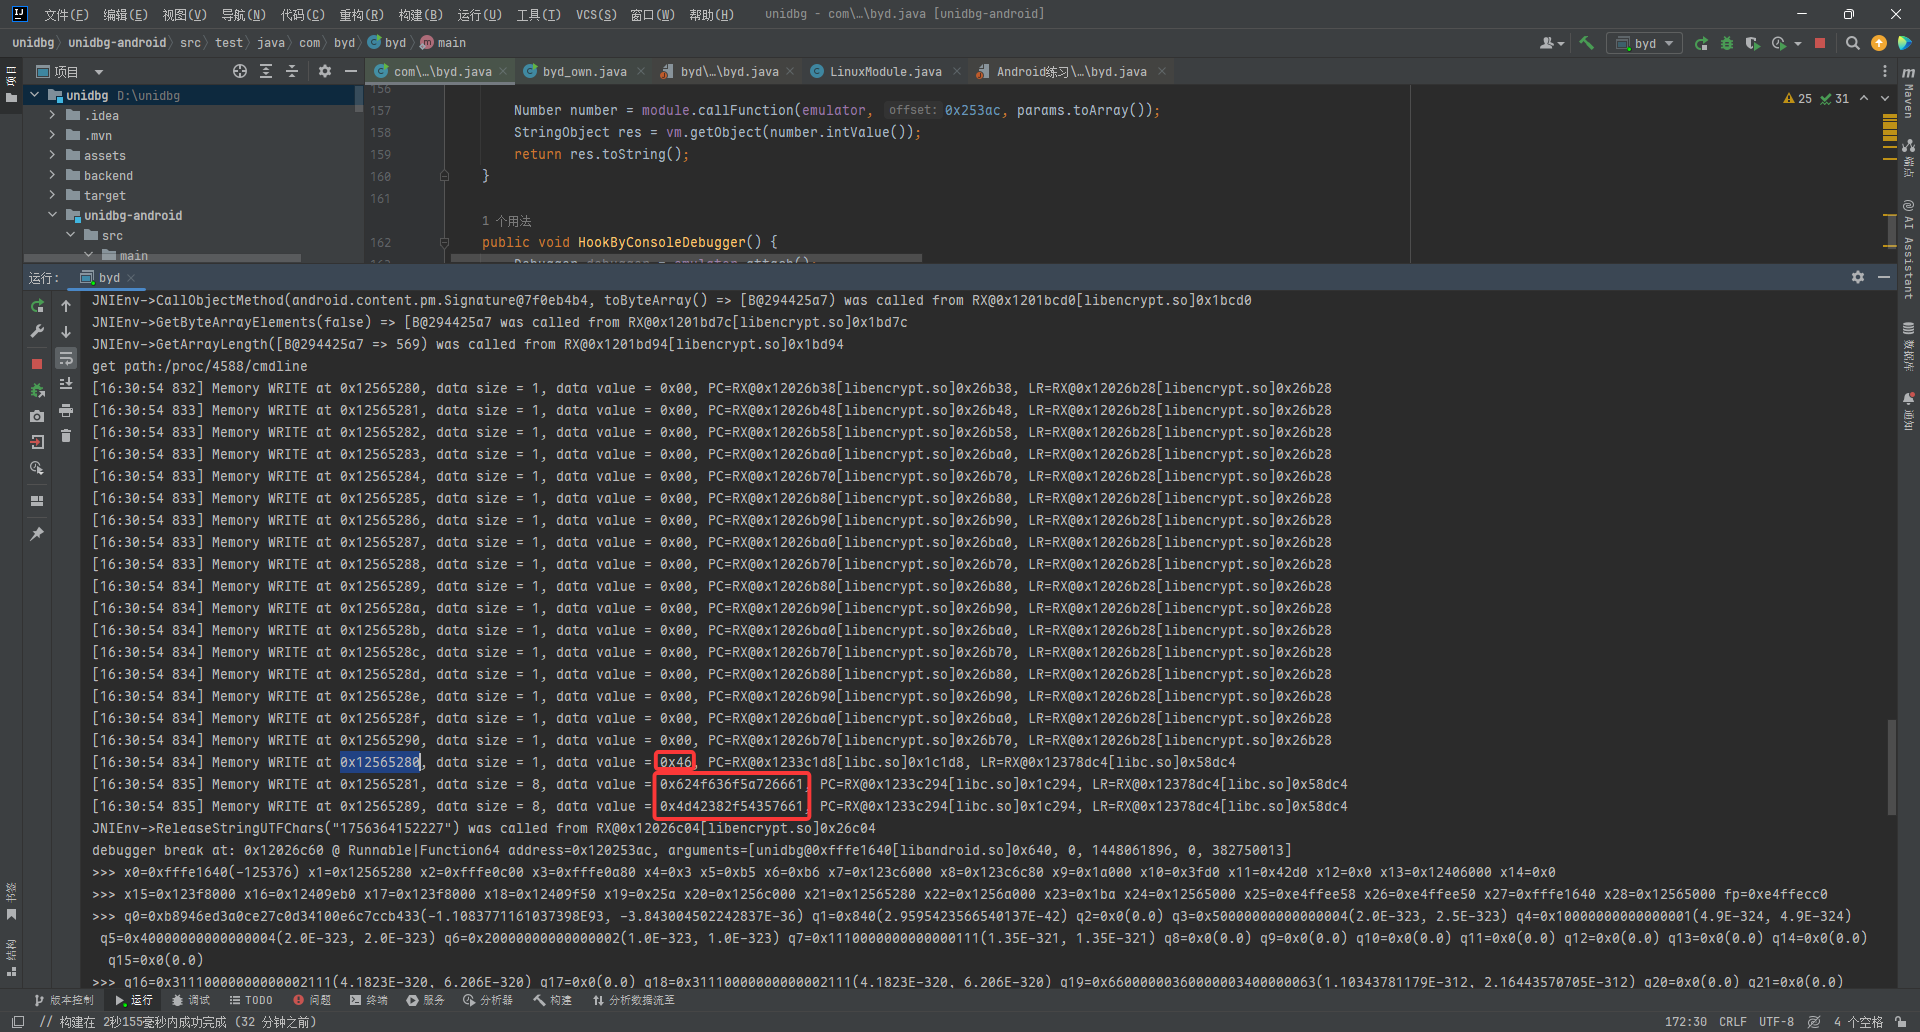 文件(F) 编辑(E) 视图(V) 导航(N) 代码(C) 重构(R) 构建(B) 运行(U) 工具(T) VCS(S) 窗口(W) 帮助(H) unidbg - com\...\byd.java [unidbg-android]
unidbg unidbg-android src test java com byd byd main byd
项目 com\...\byd.java byd_own.java byd\...\byd.java LinuxModule.java Android练习\...\byd.java
unidbg D:\unidbg
.idea
.mvn
assets
backend
target
unidbg-android
src
main
156
157 Number number = module.callFunction(emulator, offset: 0x253ac, params.toArray());
158 StringObject res = vm.getObject(number.intValue());
159 return res.toString();
160 }
161
1 个用法
162 public void HookByConsoleDebugger() {
25 31
项目
Maven
端点
AI Assistant
数据库
通知
运行: byd
JNIEnv->CallObjectMethod(android.content.pm.Signature@7f0eb4b4, toByteArray() => [B@294425a7) was called from RX@0x1201bcd0[libencrypt.so]0x1bcd0
JNIEnv->GetByteArrayElements(false) => [B@294425a7 was called from RX@0x1201bd7c[libencrypt.so]0x1bd7c
JNIEnv->GetArrayLength([B@294425a7 => 569) was called from RX@0x1201bd94[libencrypt.so]0x1bd94
get path:/proc/4588/cmdline
[16:30:54 832] Memory WRITE at 0x12565280, data size = 1, data value = 0x00, PC=RX@0x12026b38[libencrypt.so]0x26b38, LR=RX@0x12026b28[libencrypt.so]0x26b28
[16:30:54 833] Memory WRITE at 0x12565281, data size = 1, data value = 0x00, PC=RX@0x12026b48[libencrypt.so]0x26b48, LR=RX@0x12026b28[libencrypt.so]0x26b28
[16:30:54 833] Memory WRITE at 0x12565282, data size = 1, data value = 0x00, PC=RX@0x12026b58[libencrypt.so]0x26b58, LR=RX@0x12026b28[libencrypt.so]0x26b28
[16:30:54 833] Memory WRITE at 0x12565283, data size = 1, data value = 0x00, PC=RX@0x12026ba0[libencrypt.so]0x26ba0, LR=RX@0x12026b28[libencrypt.so]0x26b28
[16:30:54 833] Memory WRITE at 0x12565284, data size = 1, data value = 0x00, PC=RX@0x12026b70[libencrypt.so]0x26b70, LR=RX@0x12026b28[libencrypt.so]0x26b28
[16:30:54 833] Memory WRITE at 0x12565285, data size = 1, data value = 0x00, PC=RX@0x12026b80[libencrypt.so]0x26b80, LR=RX@0x12026b28[libencrypt.so]0x26b28
[16:30:54 833] Memory WRITE at 0x12565286, data size = 1, data value = 0x00, PC=RX@0x12026b90[libencrypt.so]0x26b90, LR=RX@0x12026b28[libencrypt.so]0x26b28
[16:30:54 833] Memory WRITE at 0x12565287, data size = 1, data value = 0x00, PC=RX@0x12026ba0[libencrypt.so]0x26ba0, LR=RX@0x12026b28[libencrypt.so]0x26b28
[16:30:54 833] Memory WRITE at 0x12565288, data size = 1, data value = 0x00, PC=RX@0x12026b70[libencrypt.so]0x26b70, LR=RX@0x12026b28[libencrypt.so]0x26b28
[16:30:54 834] Memory WRITE at 0x12565289, data size = 1, data value = 0x00, PC=RX@0x12026b80[libencrypt.so]0x26b80, LR=RX@0x12026b28[libencrypt.so]0x26b28
[16:30:54 834] Memory WRITE at 0x1256528a, data size = 1, data value = 0x00, PC=RX@0x12026b90[libencrypt.so]0x26b90, LR=RX@0x12026b28[libencrypt.so]0x26b28
[16:30:54 834] Memory WRITE at 0x1256528b, data size = 1, data value = 0x00, PC=RX@0x12026ba0[libencrypt.so]0x26ba0, LR=RX@0x12026b28[libencrypt.so]0x26b28
[16:30:54 834] Memory WRITE at 0x1256528c, data size = 1, data value = 0x00, PC=RX@0x12026b70[libencrypt.so]0x26b70, LR=RX@0x12026b28[libencrypt.so]0x26b28
[16:30:54 834] Memory WRITE at 0x1256528d, data size = 1, data value = 0x00, PC=RX@0x12026b80[libencrypt.so]0x26b80, LR=RX@0x12026b28[libencrypt.so]0x26b28
[16:30:54 834] Memory WRITE at 0x1256528e, data size = 1, data value = 0x00, PC=RX@0x12026b90[libencrypt.so]0x26b90, LR=RX@0x12026b28[libencrypt.so]0x26b28
[16:30:54 834] Memory WRITE at 0x1256528f, data size = 1, data value = 0x00, PC=RX@0x12026ba0[libencrypt.so]0x26ba0, LR=RX@0x12026b28[libencrypt.so]0x26b28
[16:30:54 834] Memory WRITE at 0x12565290, data size = 1, data value = 0x00, PC=RX@0x12026b70[libencrypt.so]0x26b70, LR=RX@0x12026b28[libencrypt.so]0x26b28
[16:30:54 834] Memory WRITE at 0x12565280, data size = 1, data value = 0x46, PC=RX@0x1233c1d8[libc.so]0x1c1d8, LR=RX@0x12378dc4[libc.so]0x58dc4
[16:30:54 835] Memory WRITE at 0x12565281, data size = 8, data value = 0x624f636f5a726661, PC=RX@0x1233c294[libc.so]0x1c294, LR=RX@0x12378dc4[libc.so]0x58dc4
[16:30:54 835] Memory WRITE at 0x12565289, data size = 8, data value = 0x4d42382f54357661, PC=RX@0x1233c294[libc.so]0x1c294, LR=RX@0x12378dc4[libc.so]0x58dc4
JNIEnv->ReleaseStringUTFChars("1756364152227") was called from RX@0x12026c04[libencrypt.so]0x26c04
debugger break at: 0x12026c60 @ Runnable|Function64 address=0x120253ac, arguments=[unidbg@0xfffe1640[libandroid.so]0x640, 0, 1448061896, 0, 382750013]
>>> x0=0xfffe1640(-125376) x1=0x12565280 x2=0xfffe0c00 x3=0xfffe0a80 x4=0x3 x5=0xb5 x6=0xb6 x7=0x123c6000 x8=0x123c6c80 x9=0x1a000 x10=0x3fd0 x11=0x42d0 x12=0x0 x13=0x12406000 x14=0x0
>>> x15=0x123f8000 x16=0x12409eb0 x17=0x123f8000 x18=0x12409f50 x19=0x25a x20=0x1256c000 x21=0x12565280 x22=0x1256a000 x23=0x1ba x24=0x12565000 x25=0xe4ffee58 x26=0xe4ffee50 x27=0xfffe1640 x28=0x12565000 fp=0xe4ffecc0
>>> q0=0xb8946ed3a0ce27c0d34100e6c7ccb433(-1.1083771161037398E93, -3.843004502242837E-36) q1=0x840(2.9595423566540137E-42) q2=0x0(0.0) q3=0x50000000000000004(2.0E-323, 2.5E-323) q4=0x10000000000000001(4.9E-324, 4.9E-324)
q5=0x40000000000000004(2.0E-323, 2.0E-323) q6=0x20000000000000002(1.0E-323, 1.0E-323) q7=0x1110000000000000111(1.35E-321, 1.35E-321) q8=0x0(0.0) q9=0x0(0.0) q10=0x0(0.0) q11=0x0(0.0) q12=0x0(0.0) q13=0x0(0.0) q14=0x0(0.0)
q15=0x0(0.0)
>>> q16=0x31110000000000002111(4.1823E-320, 6.206E-320) q17=0x0(0.0) q18=0x31110000000000002111(4.1823E-320, 6.206E-320) q19=0x66000000360000003400000063(1.10343781179E-312, 2.16443570705E-312) q20=0x0(0.0) q21=0x0(0.0)
书签
结构
版本控制 运行 调试 TODO 问题 终端 服务 分析器 构建 分析数据流至
// 构建在 2秒155毫秒内成功完成 (32 分钟之前) 172:30 CRLF UTF-8 4 个空格